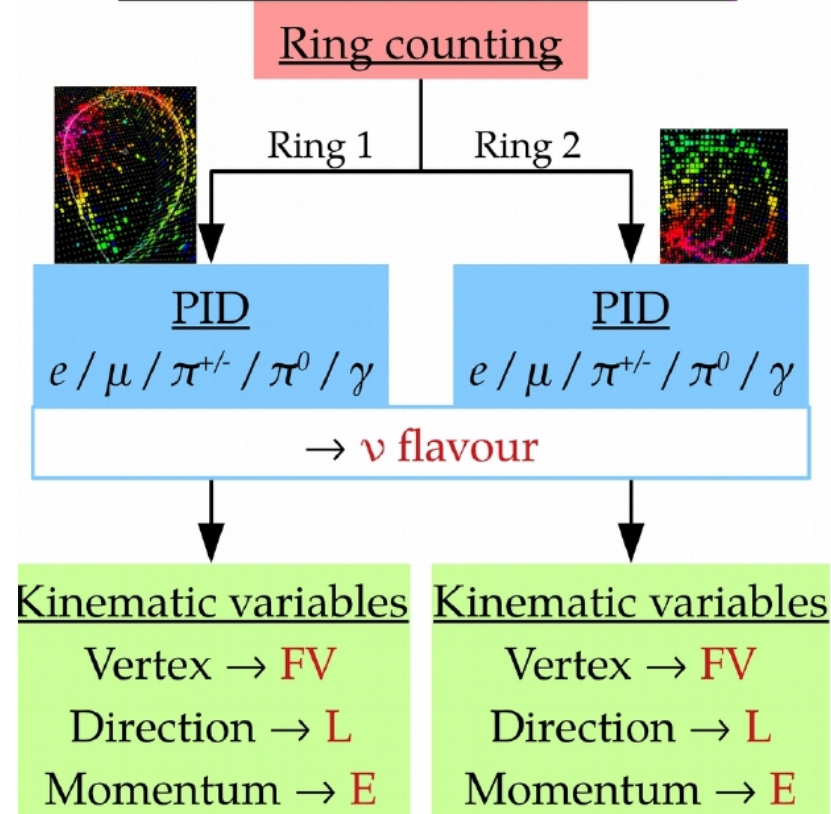 Ring counting
Ring 1 Ring 2
PID PID
e / μ / π⁺ᐟ⁻ / π⁰ / γ e / μ / π⁺ᐟ⁻ / π⁰ / γ
→ ν flavour
Kinematic variables Kinematic variables
Vertex → FV Vertex → FV
Direction → L Direction → L
Momentum → E Momentum → E